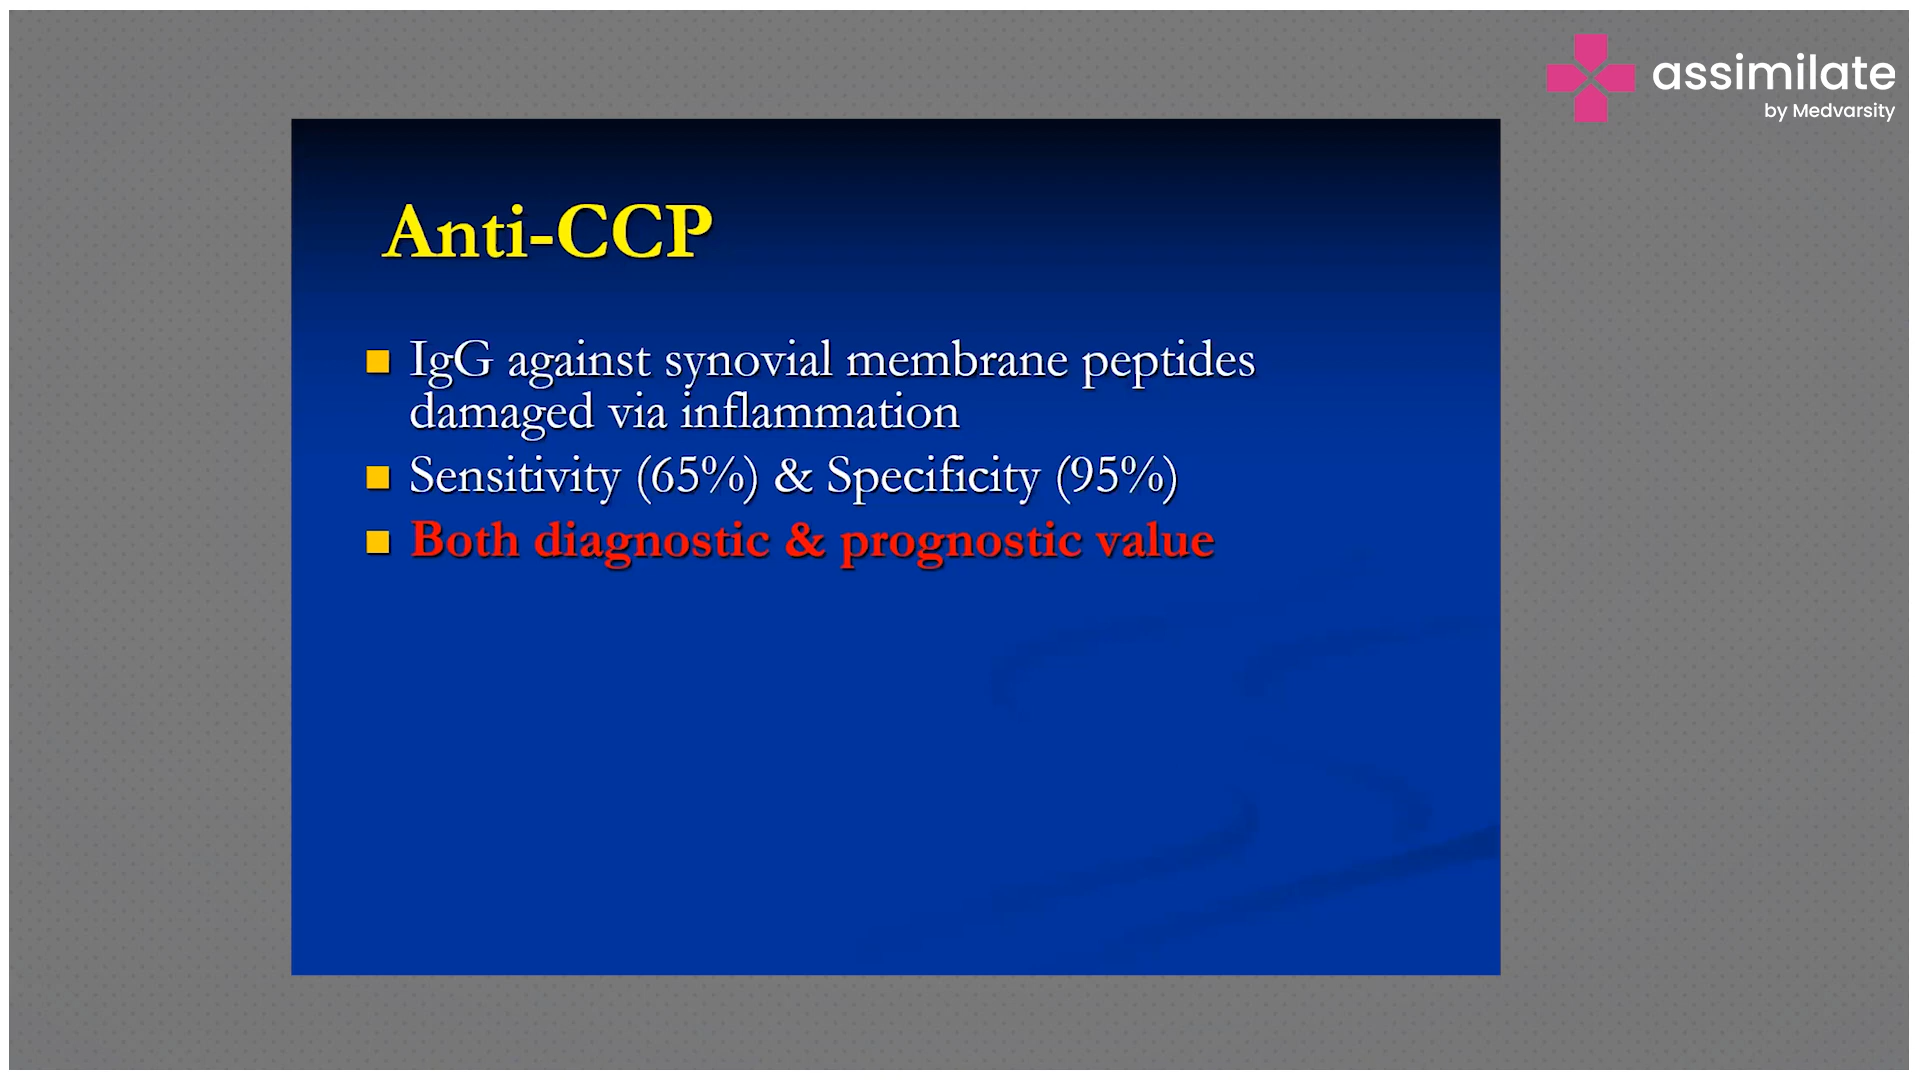 assimilate
by Medvarsity
Anti-CCP
IgG against synovial membrane peptides
damaged via inflammation
Sensitivity (65%) & Specificity (95%)
Both diagnostic & prognostic value